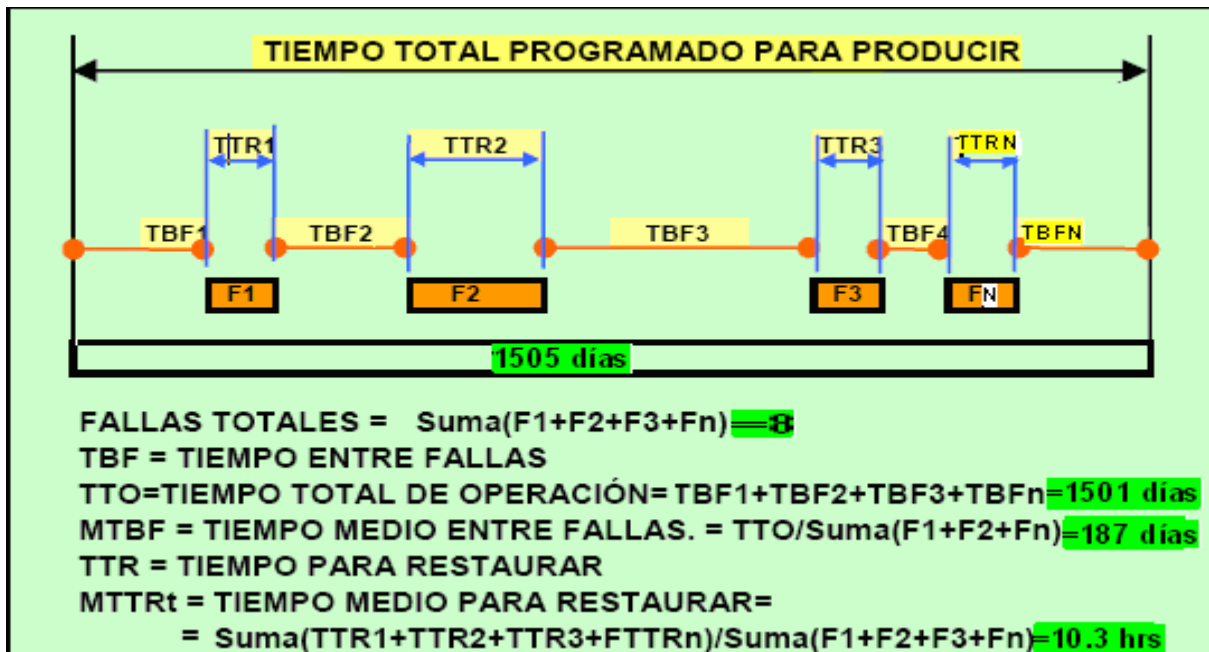 TIEMPO TOTAL PROGRAMADO PARA PRODUCIR
TTR1 TTR2 TTR3 TTRN
TBF1 TBF2 TBF3 TBF4 TBFN
F1 F2 F3 FN
1505 días
FALLAS TOTALES = Suma(F1+F2+F3+Fn)=8
TBF = TIEMPO ENTRE FALLAS
TTO=TIEMPO TOTAL DE OPERACIÓN=TBF1+TBF2+TBF3+TBFn=1501 días
MTBF = TIEMPO MEDIO ENTRE FALLAS. = TTO/Suma(F1+F2+Fn)=187 días
TTR = TIEMPO PARA RESTAURAR
MTTRt = TIEMPO MEDIO PARA RESTAURAR=
= Suma(TTR1+TTR2+TTR3+FTTRn)/Suma(F1+F2+F3+Fn)=10.3 hrs